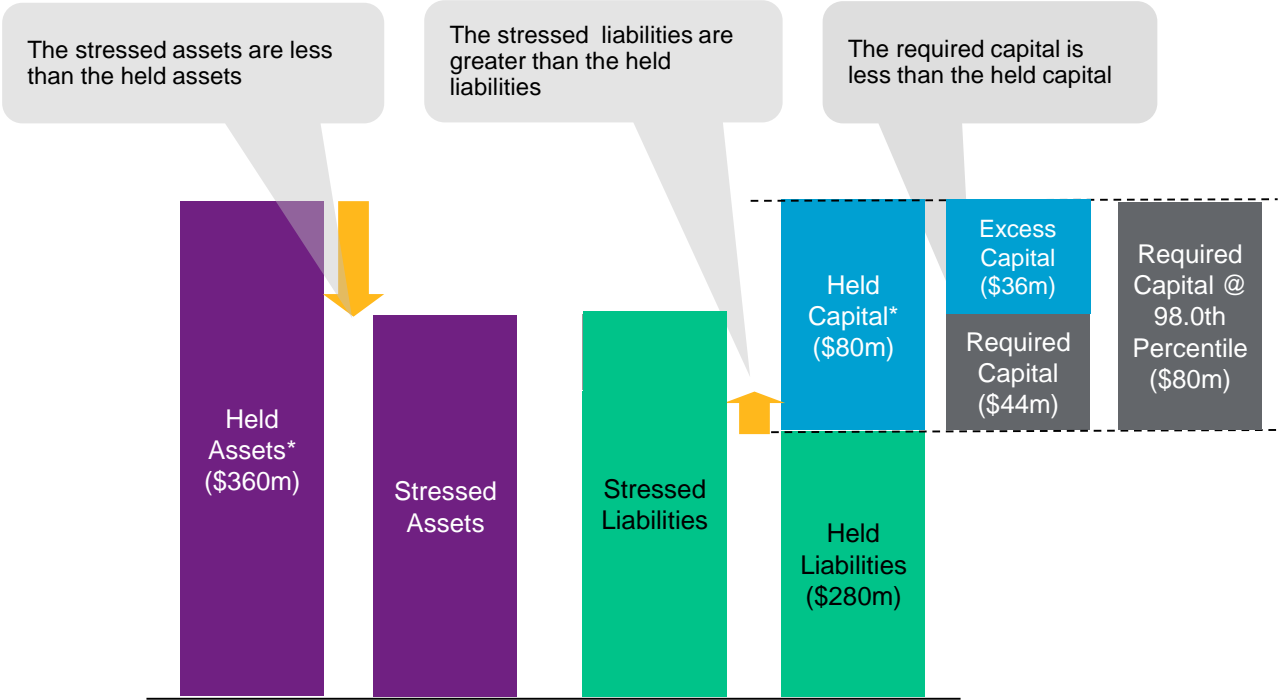 The stressed assets are less
than the held assets
The stressed  liabilities are
greater than the held
liabilities
The required capital is
less than the held capital
Held
Assets*
($360m)
Stressed
Assets
Stressed
Liabilities
Held
Capital*
($80m)
Held
Liabilities
($280m)
Excess
Capital
($36m)
Required
Capital
($44m)
Required
Capital @
98.0th
Percentile
($80m)